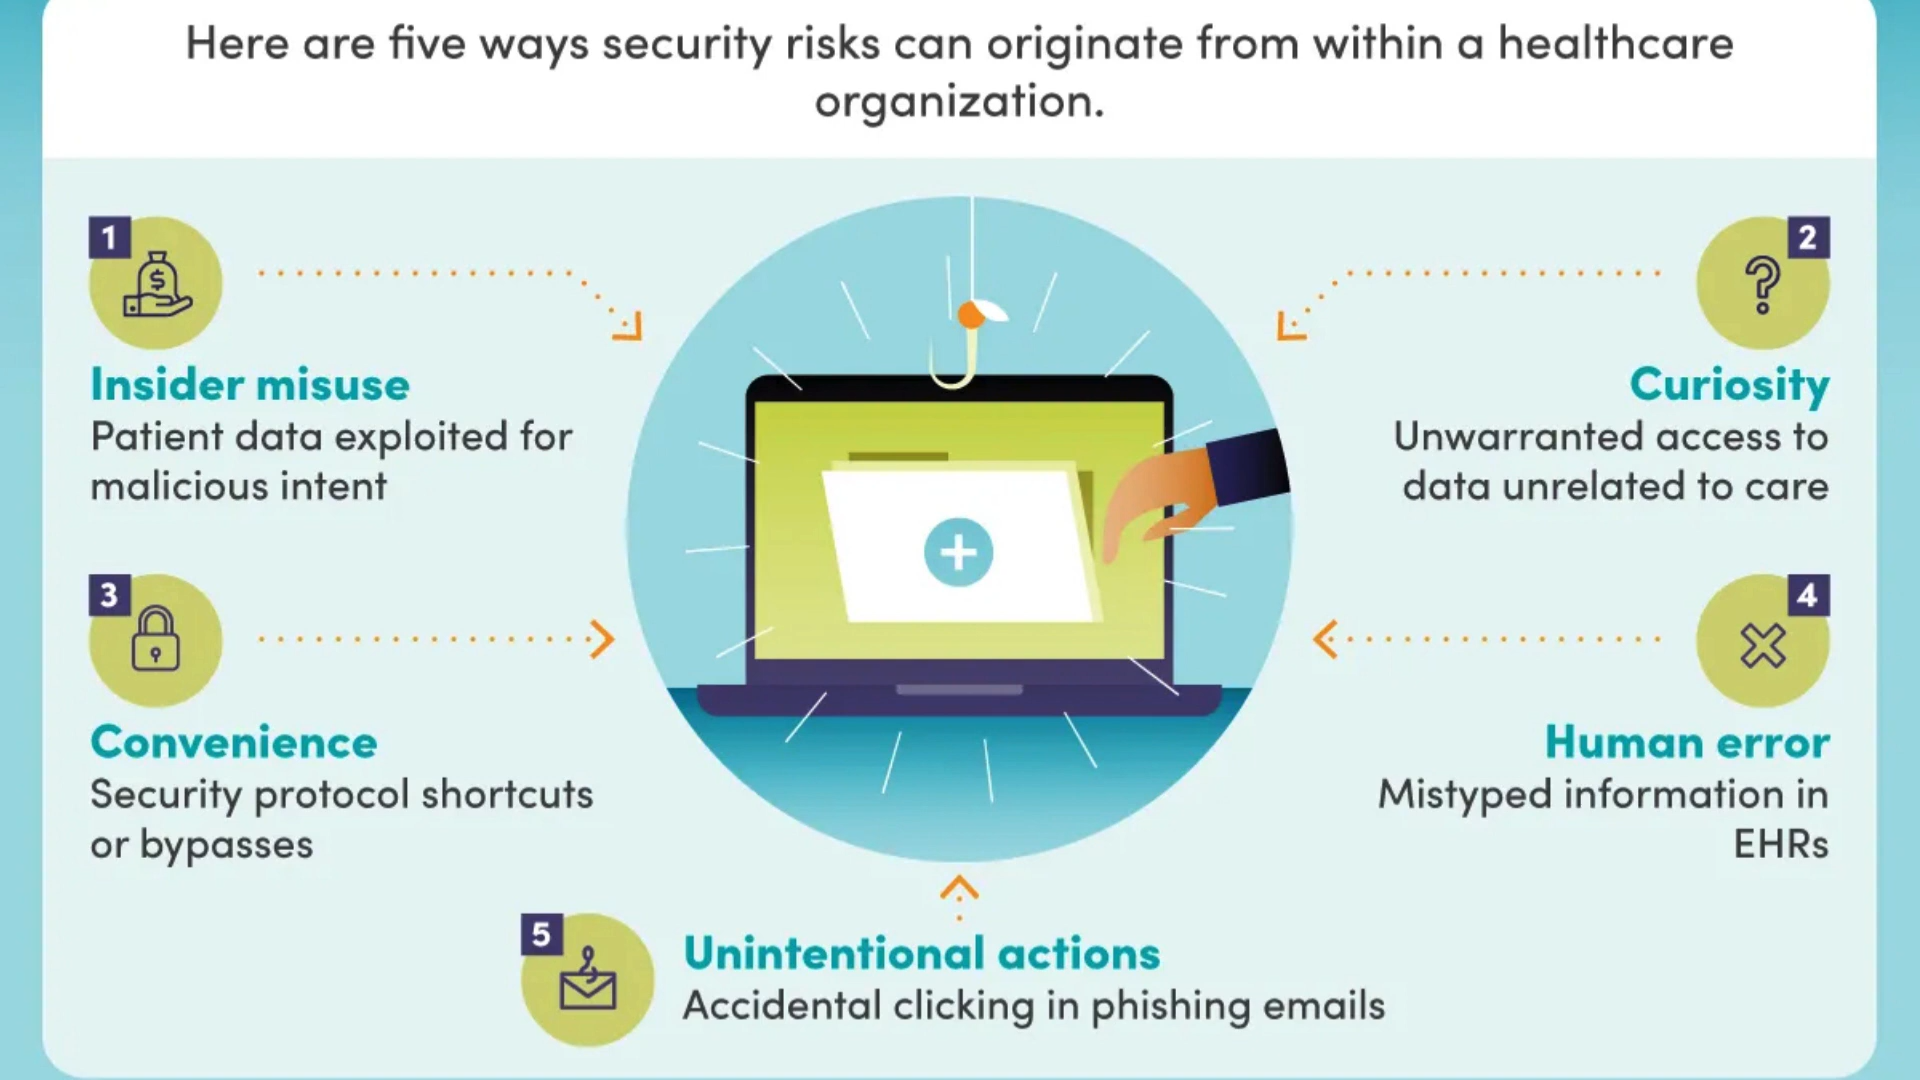 Here are five ways security risks can originate from within a healthcare
organization.
1
$
Insider misuse
Patient data exploited for
malicious intent
2
?
Curiosity
Unwarranted access to
data unrelated to care
3
Convenience
Security protocol shortcuts
or bypasses
4
Human error
Mistyped information in
EHRs
5
Unintentional actions
Accidental clicking in phishing emails